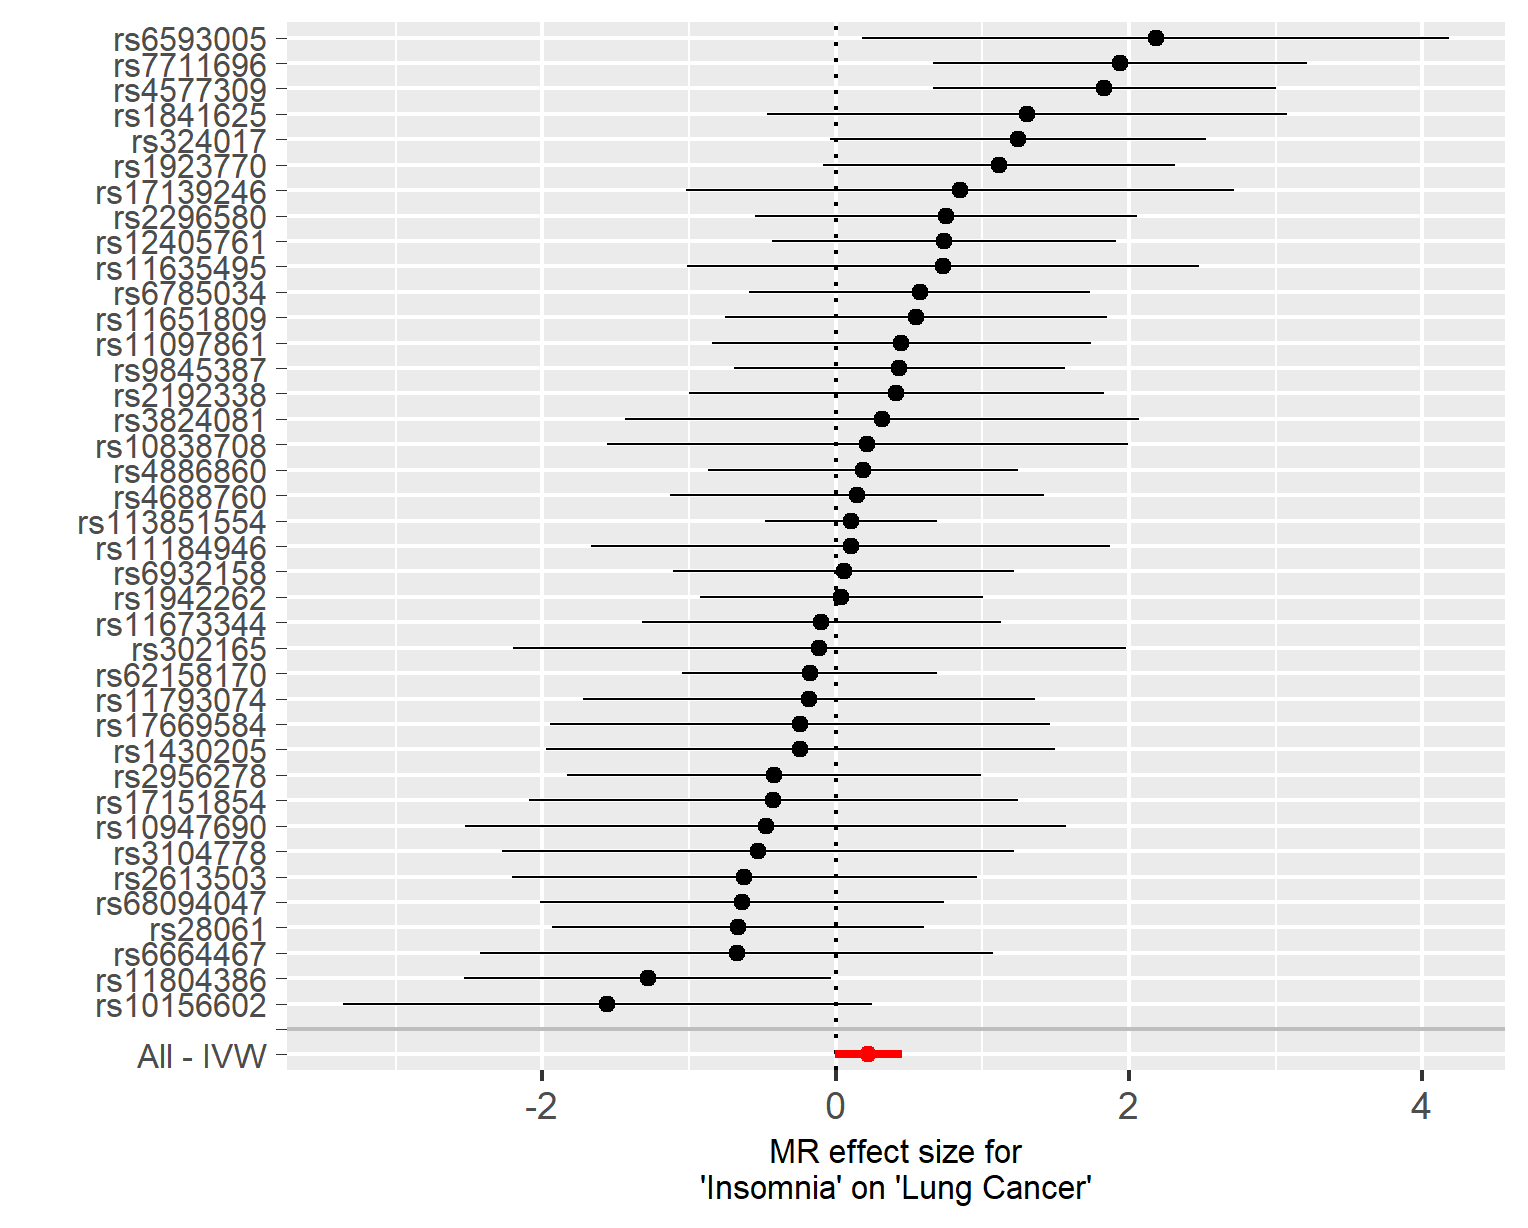 rs6593005
rs7711696
rs4577309
rs1841625
rs324017
rs1923770
rs17139246
rs2296580
rs12405761
rs11635495
rs6785034
rs11651809
rs11097861
rs9845387
rs2192338
rs3824081
rs10838708
rs4886860
rs4688760
rs113851554
rs11184946
rs6932158
rs1942262
rs11673344
rs302165
rs62158170
rs11793074
rs17669584
rs1430205
rs2956278
rs17151854
rs10947690
rs3104778
rs2613503
rs68094047
rs28061
rs6664467
rs11804386
rs10156602
All - IVW
-2 0 2 4
MR effect size for
'Insomnia' on 'Lung Cancer'